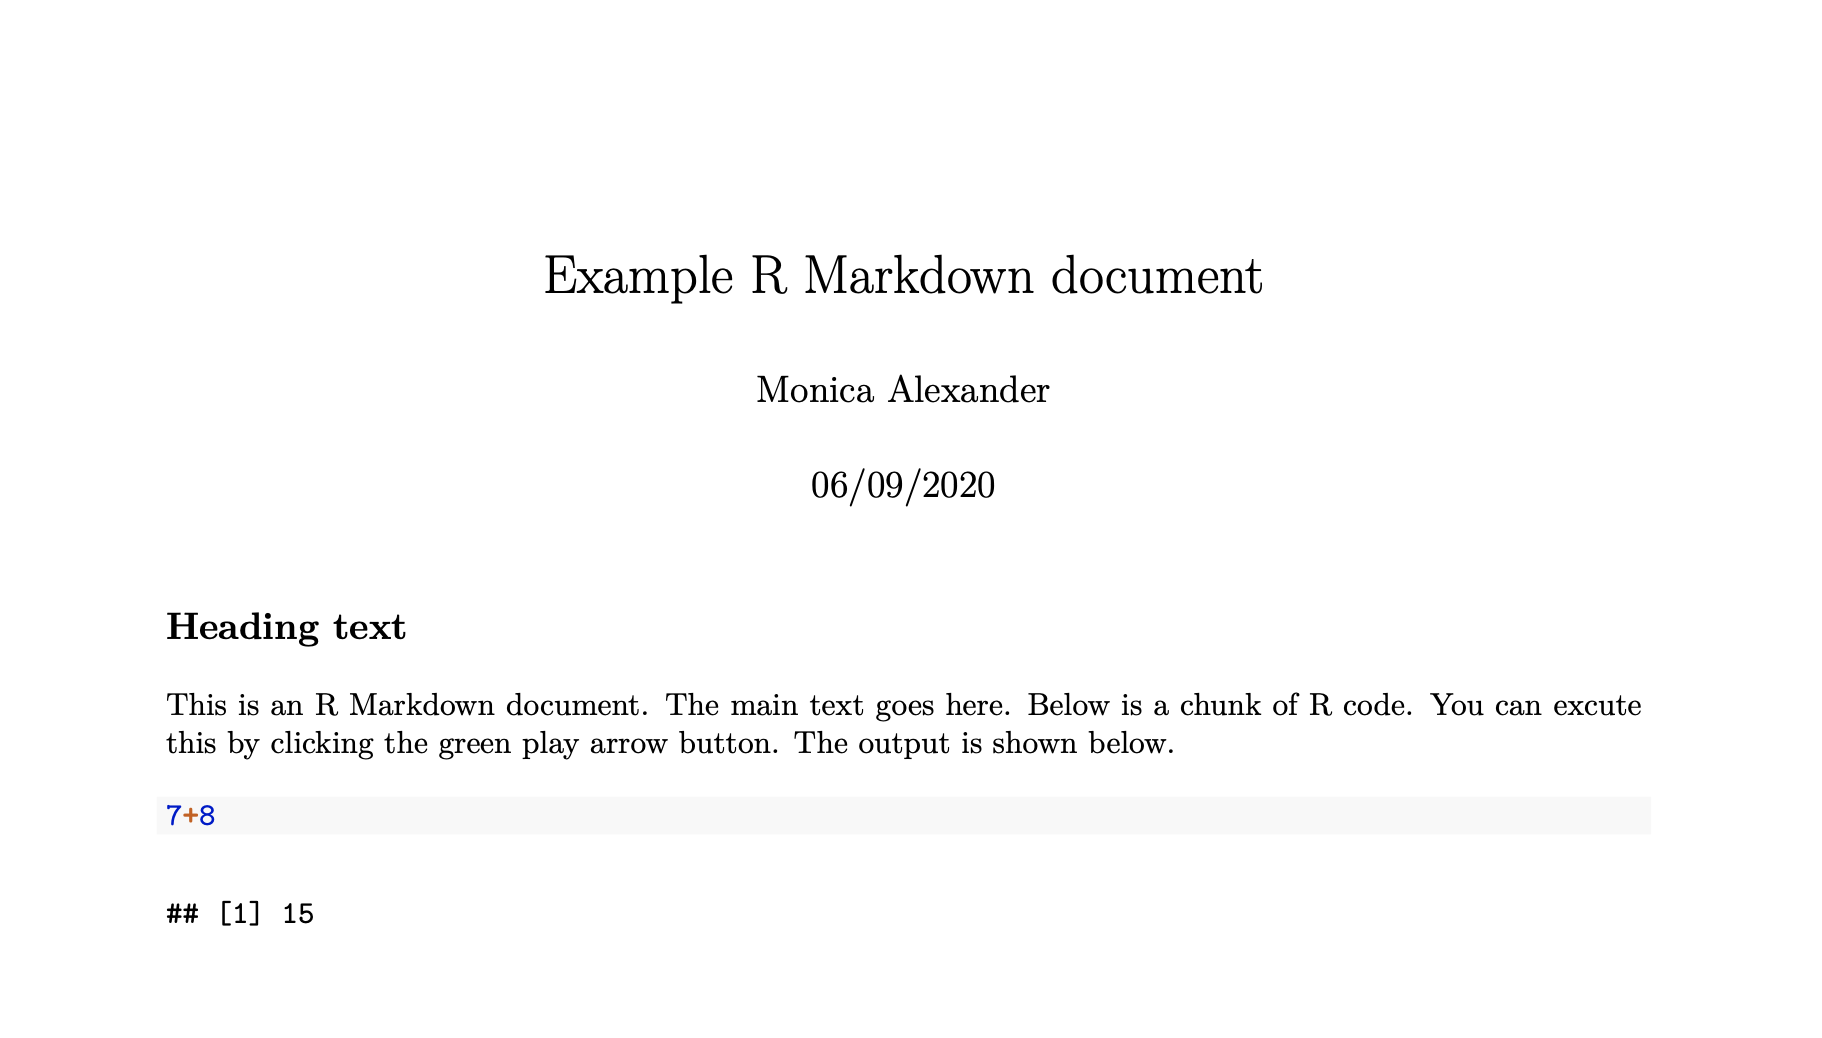 Example R Markdown document
Monica Alexander
06/09/2020
Heading text
This is an R Markdown document. The main text goes here. Below is a chunk of R code. You can excute
this by clicking the green play arrow button. The output is shown below.
7+8
## [1] 15